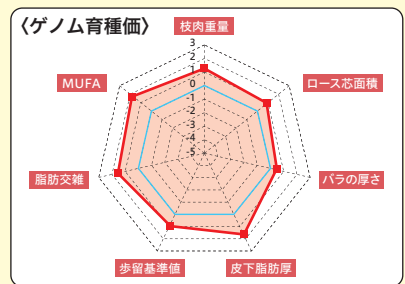 〈ゲノム育種価〉
枝肉重量
3
2
1
0
-1
-2
-3
-4
-5
MUFA
ロース芯面積
脂肪交雑
バラの厚さ
歩留基準値
皮下脂肪厚